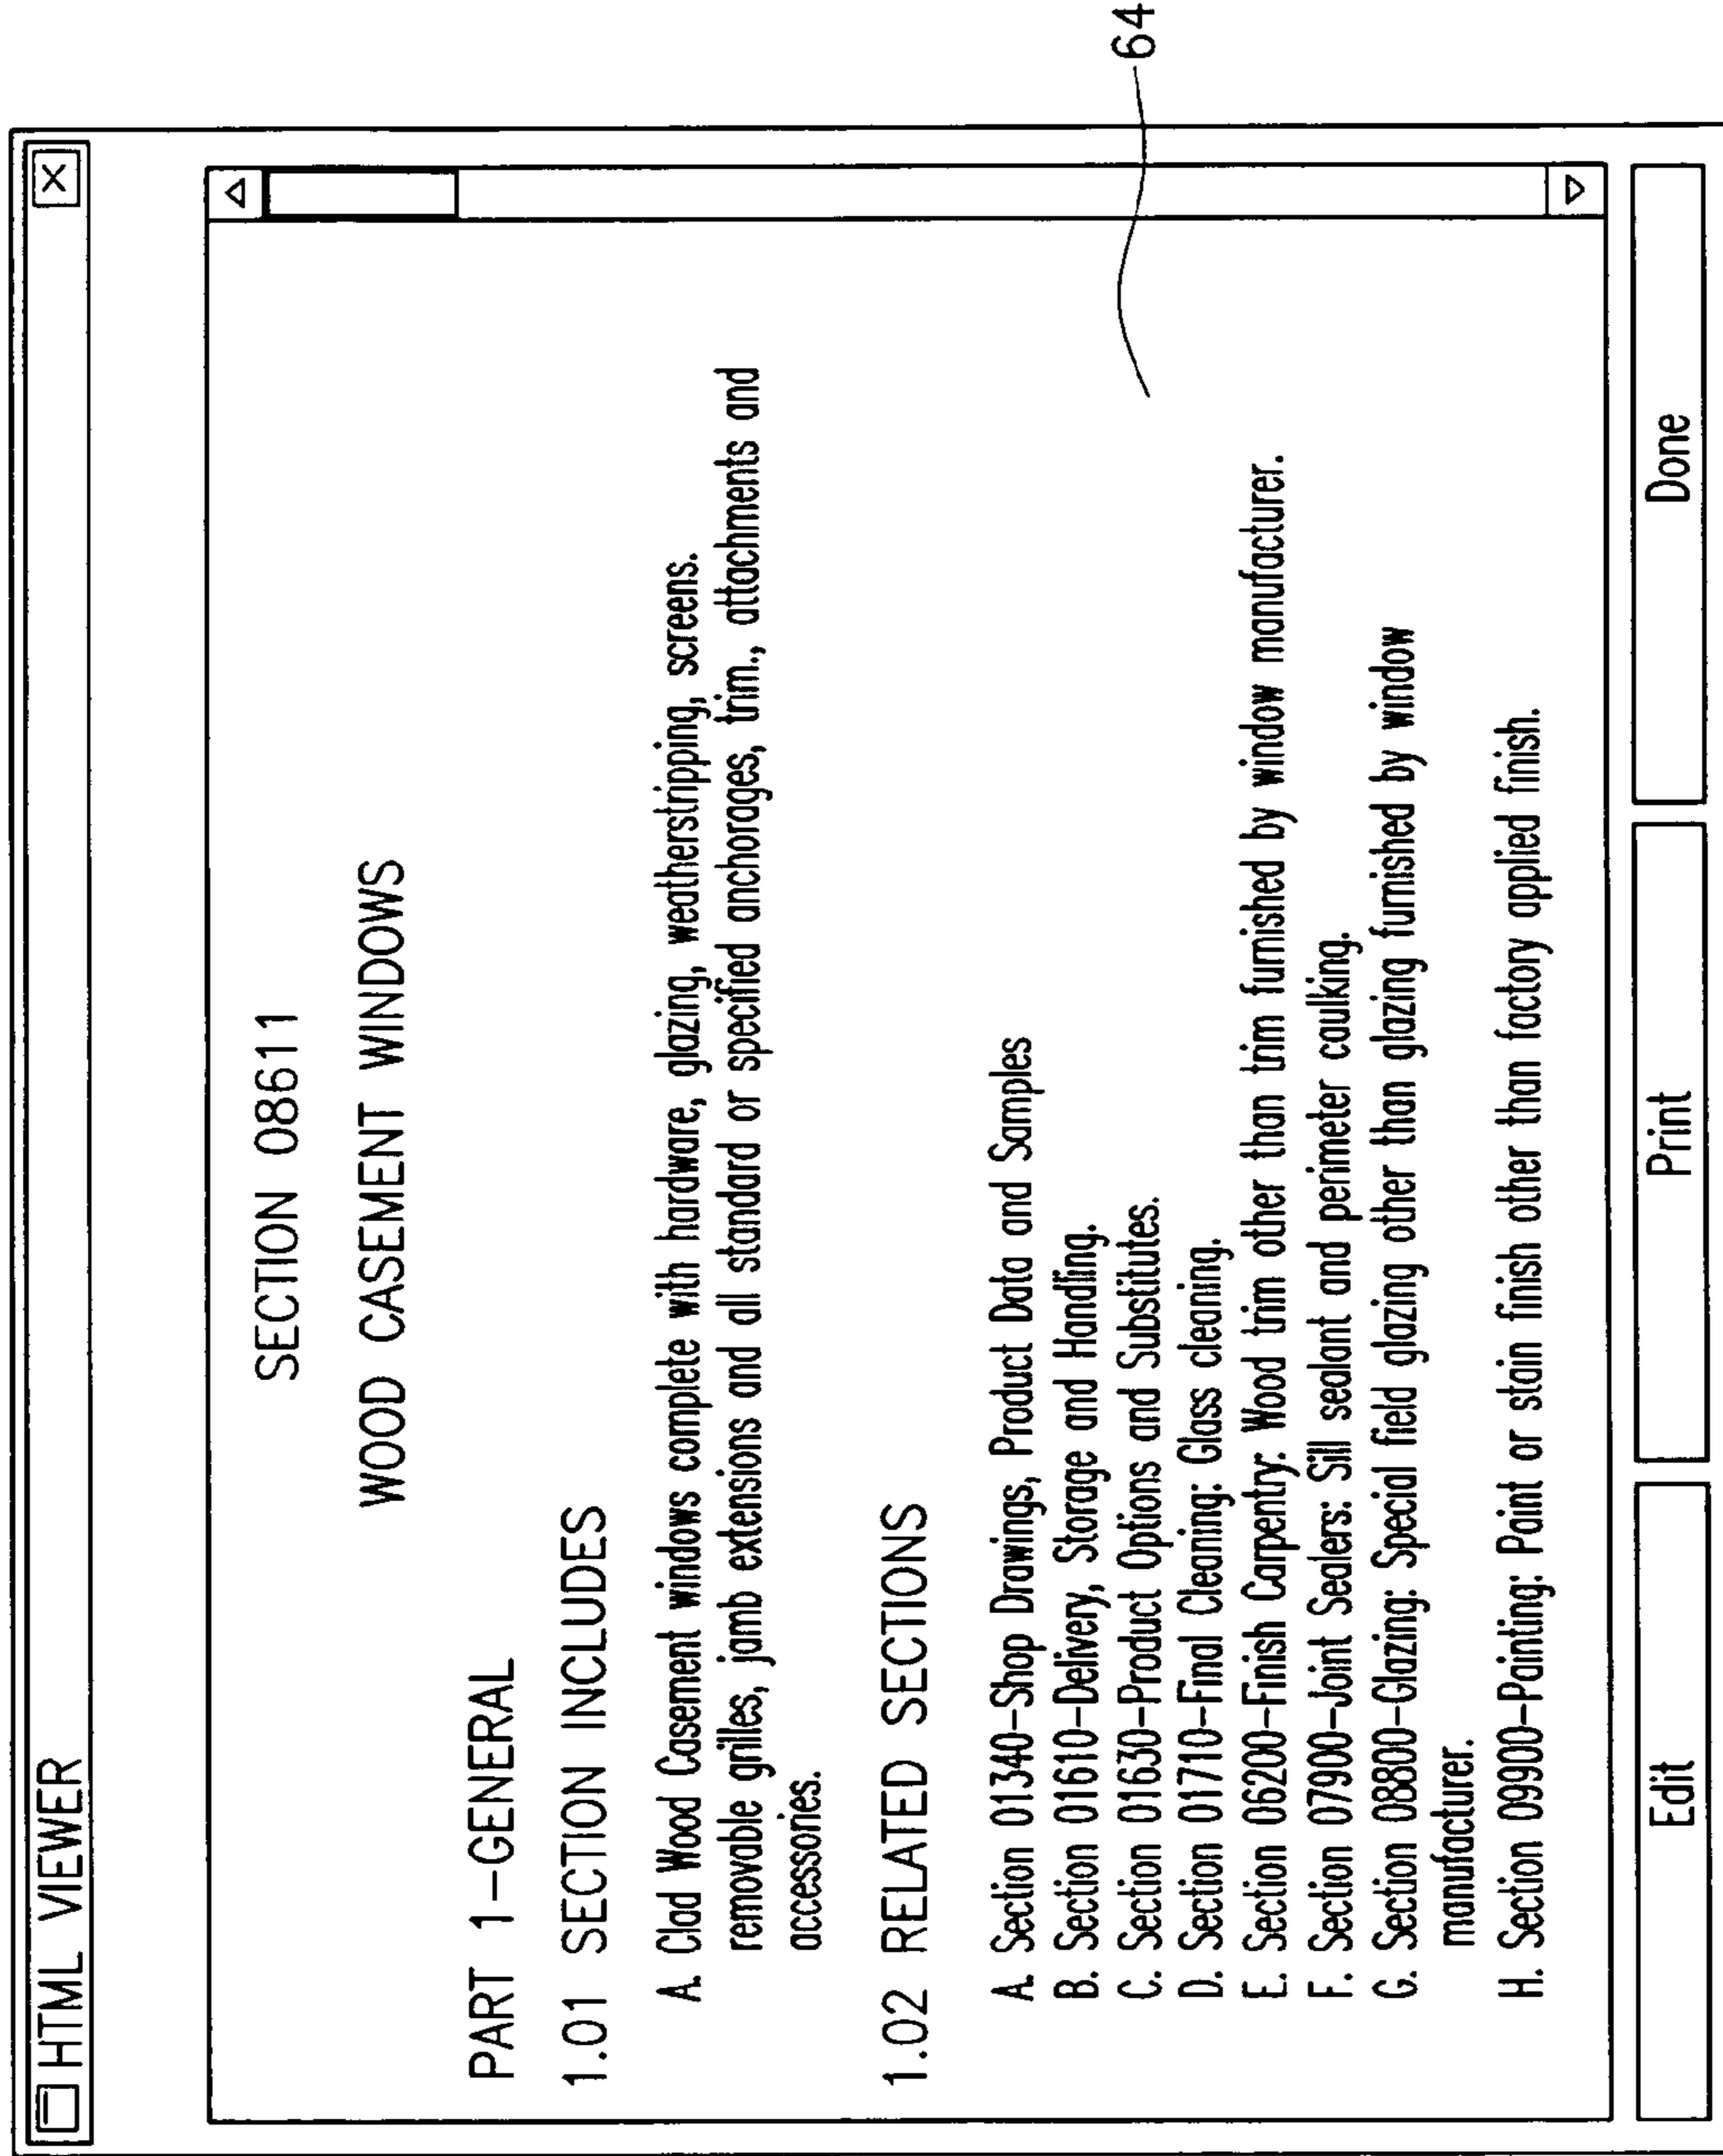 HTML VIEWER
X
SECTION 08611
WOOD CASEMENT WINDOWS
PART 1-GENERAL
1.01 SECTION INCLUDES
A. Clad Wood Casement windows complete with hardware, glazing, weatherstripping, screens.
removable grilles, jamb extensions and all standard or specified anchorages, trim., attachments and
accessories.
1.02 RELATED SECTIONS
A. Section 01340-Shop Drawings, Product Data and Samples
B. Section 01610-Delivery, Storage and Handling.
C. Section 01630-Product Options and Substitutes.
D. Section 01710-Final Cleaning: Glass cleaning.
E. Section 06200-Finish Carpentry: Wood trim other than trim furnished by window manufacturer.
F. Section 07900-Joint Sealers: Sill sealant and perimeter caulking.
G. Section 08800-Glazing: Special field glazing other than glazing furnished by window
manufacturer.
H. Section 09900-Painting: Paint or stain finish other than factory applied finish.
64
Edit
Print
Done